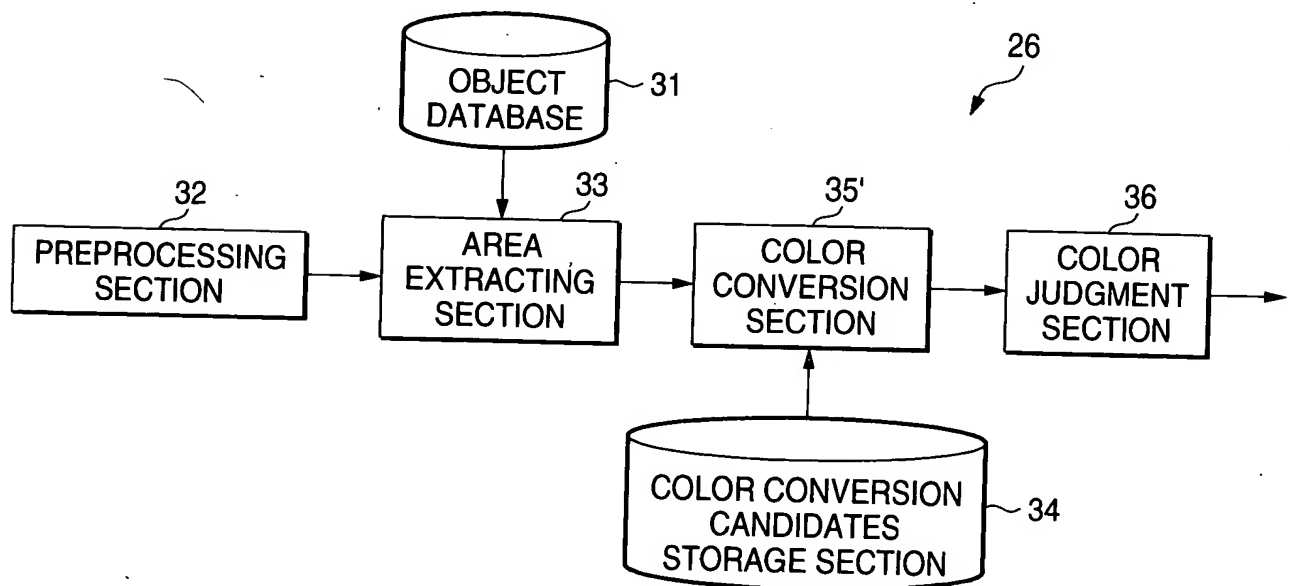 26
OBJECT
DATABASE
31
32
PREPROCESSING
SECTION
33
AREA
EXTRACTING
SECTION
35'
COLOR
CONVERSION
SECTION
36
COLOR
JUDGMENT
SECTION
COLOR CONVERSION
CANDIDATES
STORAGE SECTION
34